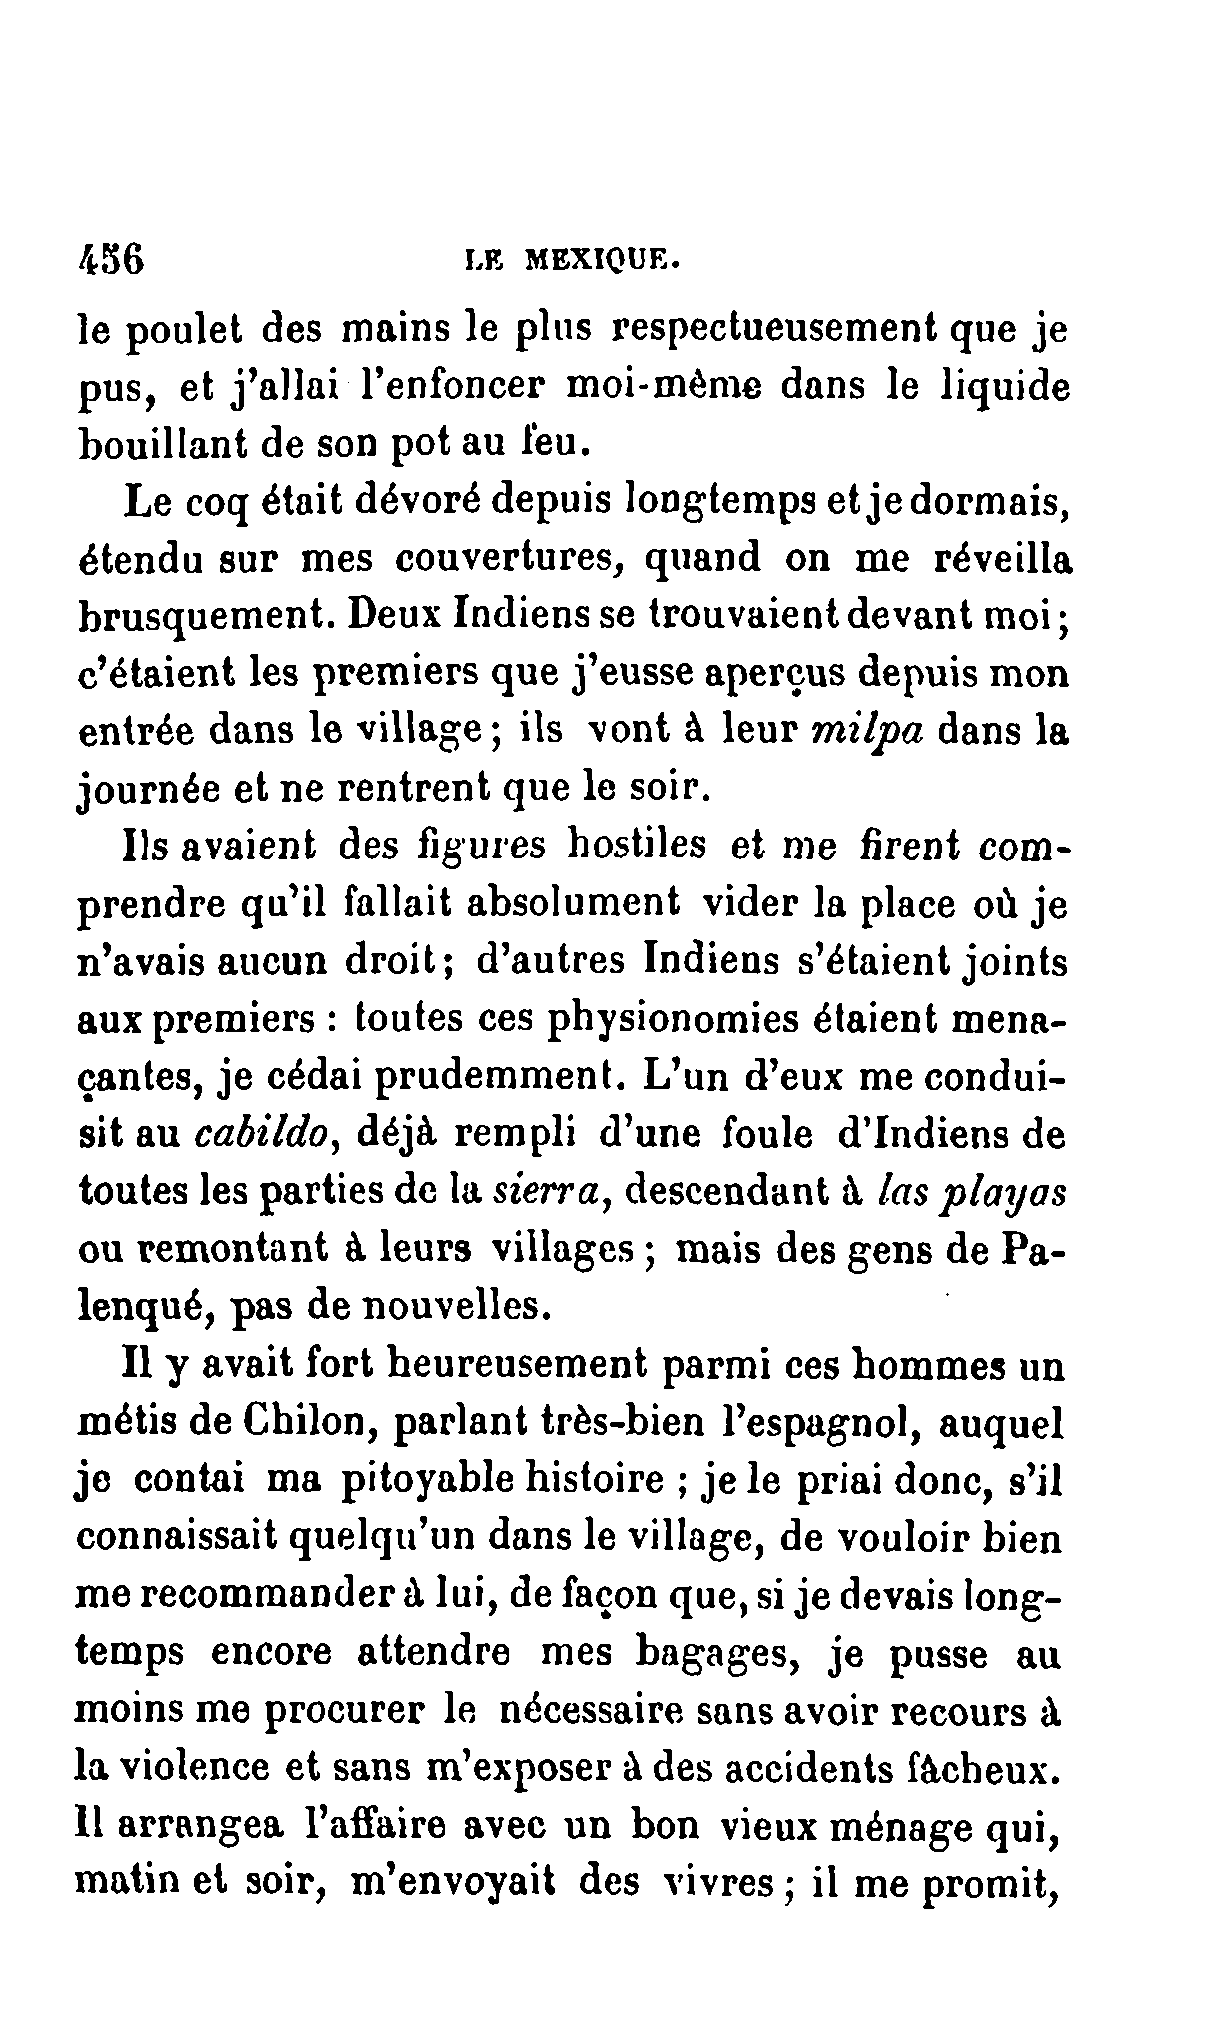 456 LE MEXIQUE.
le poulet des mains le plus respectueusement que je
pus, et j'allai l'enfoncer moi-même dans le liquide
bouillant de son pot au feu.
Le coq était dévoré depuis longtemps et je dormais,
étendu sur mes couvertures, quand on me réveilla
brusquement. Deux Indiens se trouvaient devant moi;
c'étaient les premiers que j'eusse aperçus depuis mon
entrée dans le village; ils vont à leur milpa dans la
journée et ne rentrent que le soir.
Ils avaient des figures hostiles et me firent com-
prendre qu'il fallait absolument vider la place où je
n'avais aucun droit; d'autres Indiens s'étaient joints
aux premiers : toutes ces physionomies étaient mena-
çantes, je cédai prudemment. L'un d'eux me condui-
sit au cabildo, déjà rempli d'une foule d'Indiens de
toutes les parties de la sierra, descendant à las playas
ou remontant à leurs villages; mais des gens de Pa-
lenqué, pas de nouvelles.
Il y avait fort heureusement parmi ces hommes un
métis de Chilon, parlant très-bien l'espagnol, auquel
je contai ma pitoyable histoire ; je le priai donc, s'il
connaissait quelqu'un dans le village, de vouloir bien
me recommander à lui, de façon que, si je devais long-
temps encore attendre mes bagages, je pusse au
moins me procurer le nécessaire sans avoir recours à
la violence et sans m'exposer à des accidents fâcheux.
Il arrangea l'affaire avec un bon vieux ménage qui,
matin et soir, m'envoyait des vivres; il me promit,